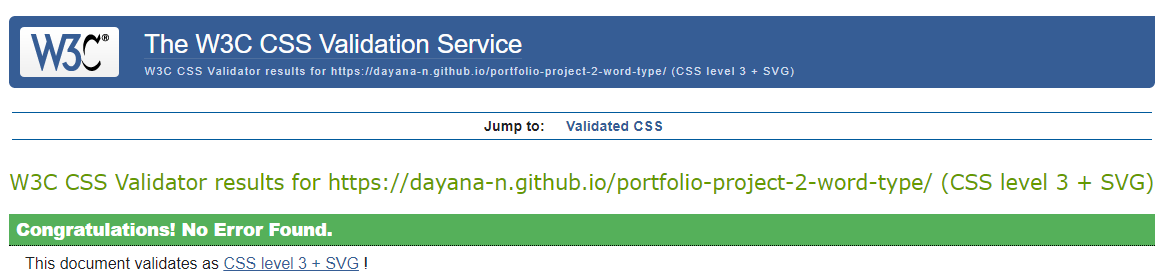 W3C® The W3C CSS Validation Service
W3C CSS Validator results for https://dayana-n.github.io/portfolio-project-2-word-type/ (CSS level 3 + SVG)
Jump to: Validated CSS
W3C CSS Validator results for https://dayana-n.github.io/portfolio-project-2-word-type/ (CSS level 3 + SVG)
Congratulations! No Error Found.
This document validates as CSS level 3 + SVG !